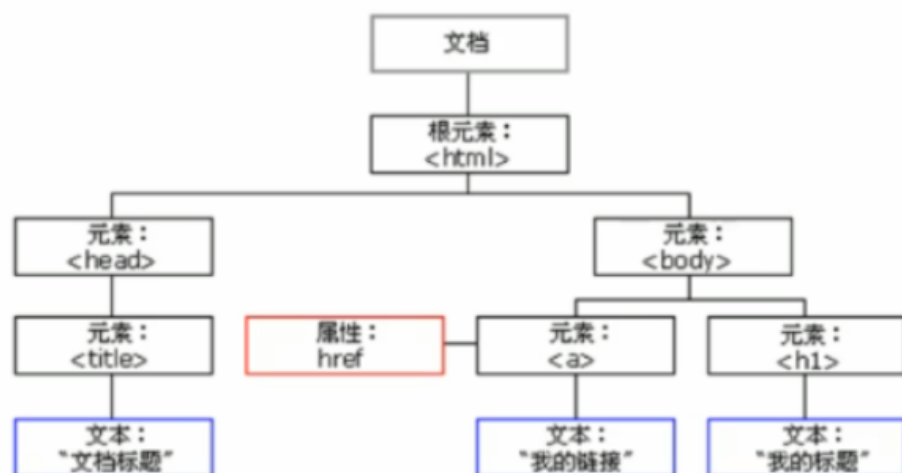 文档
根元素：
<html>
元素：
<head>
元素：
<body>
元素：
<title>
属性：
href
元素：
<a>
元素：
<h1>
文本：
“文档标题”
文本：
“我的链接”
文本：
“我的标题”